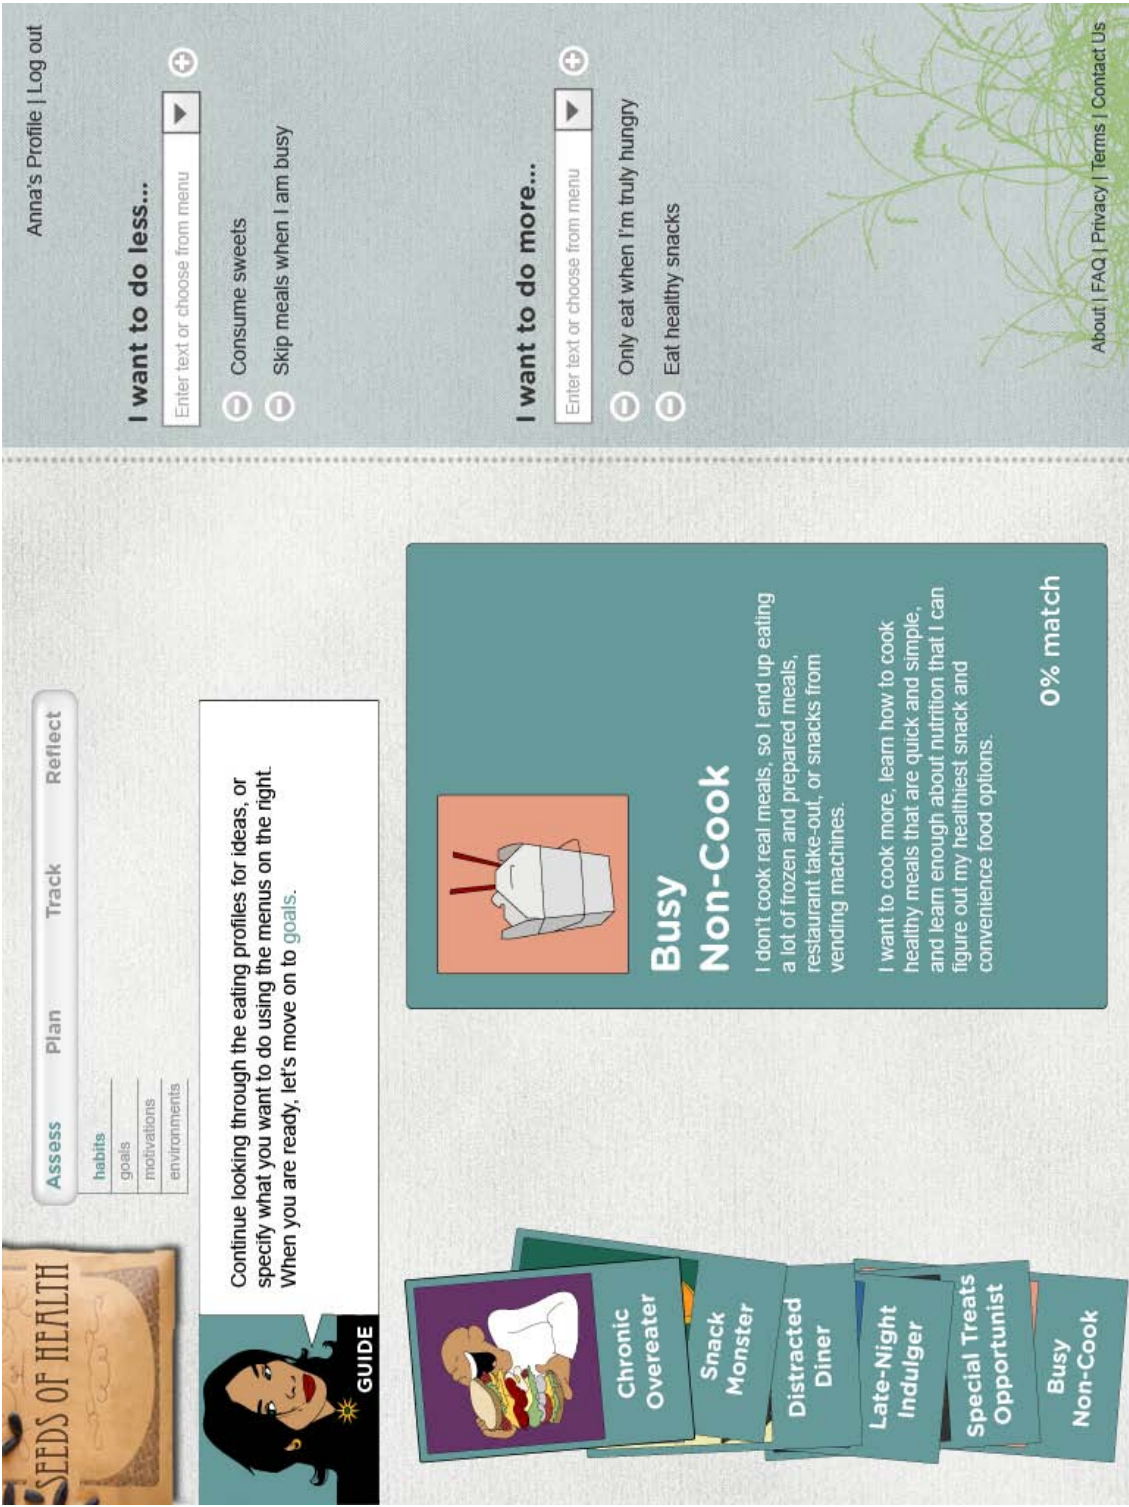 SEEDS OF HEALTH
Assess Plan Track Reflect
habits
goals
motivations
environments
Anna's Profile | Log out
GUIDE
Continue looking through the eating profiles for ideas, or
specify what you want to do using the menus on the right.
When you are ready, let's move on to goals.
Chronic
Overeater
Snack
Monster
Distracted
Diner
Late-Night
Indulger
Special Treats
Opportunist
Busy
Non-Cook
Busy
Non-Cook
I don't cook real meals, so I end up eating
a lot of frozen and prepared meals,
restaurant take-out, or snacks from
vending machines.
I want to cook more, learn how to cook
healthy meals that are quick and simple,
and learn enough about nutrition that I can
figure out my healthiest snack and
convenience food options.
0% match
I want to do less...
Enter text or choose from menu
Consume sweets
Skip meals when I am busy
I want to do more...
Enter text or choose from menu
Only eat when I'm truly hungry
Eat healthy snacks
About | FAQ | Privacy | Terms | Contact Us